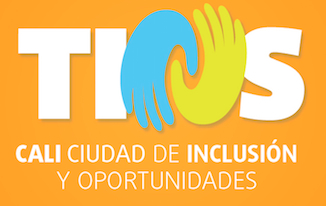 TIOS
CALI CIUDAD DE INCLUSIÓN
Y OPORTUNIDADES